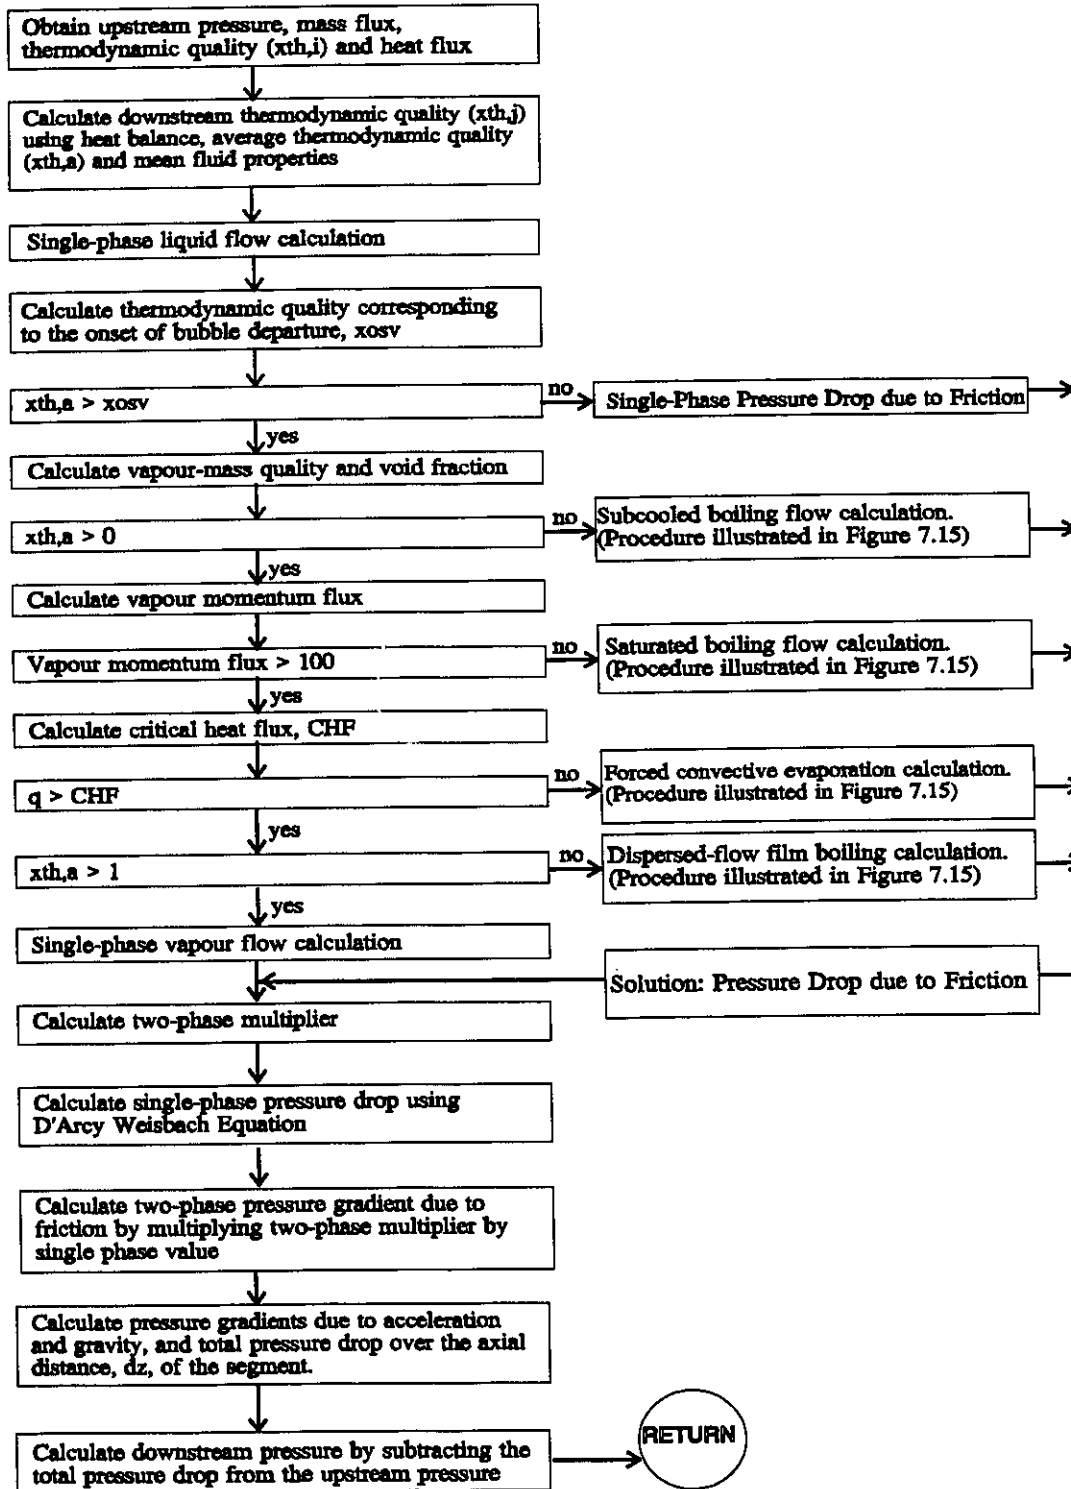 Obtain upstream pressure, mass flux,
thermodynamic quality (xth,i) and heat flux
Calculate downstream thermodynamic quality (xth,j)
using heat balance, average thermodynamic quality
(xth,a) and mean fluid properties
Single-phase liquid flow calculation
Calculate thermodynamic quality corresponding
to the onset of bubble departure, xosv
xth,a > xosv
no
Single-Phase Pressure Drop due to Friction
yes
Calculate vapour-mass quality and void fraction
xth,a > 0
no
Subcooled boiling flow calculation.
(Procedure illustrated in Figure 7.15)
yes
Calculate vapour momentum flux
Vapour momentum flux > 100
no
Saturated boiling flow calculation.
(Procedure illustrated in Figure 7.15)
yes
Calculate critical heat flux, CHF
q > CHF
no
Forced convective evaporation calculation.
(Procedure illustrated in Figure 7.15)
yes
xth,a > 1
no
Dispersed-flow film boiling calculation.
(Procedure illustrated in Figure 7.15)
yes
Single-phase vapour flow calculation
Solution: Pressure Drop due to Friction
Calculate two-phase multiplier
Calculate single-phase pressure drop using
D'Arcy Weisbach Equation
Calculate two-phase pressure gradient due to
friction by multiplying two-phase multiplier by
single phase value
Calculate pressure gradients due to acceleration
and gravity, and total pressure drop over the axial
distance, dz, of the segment.
Calculate downstream pressure by subtracting the
total pressure drop from the upstream pressure
RETURN